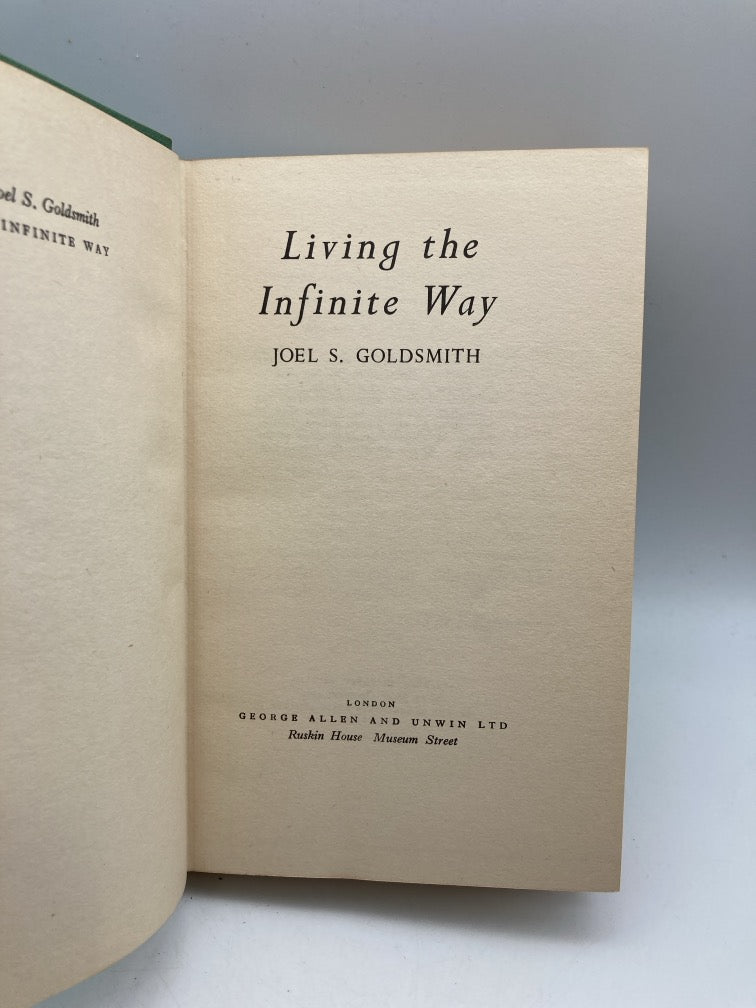 S. Goldsmith
INFINITE WAY
Living the
Infinite Way
JOEL S. GOLDSMITH
LONDON
GEORGE ALLEN AND UNWIN LTD
Ruskin House Museum Street